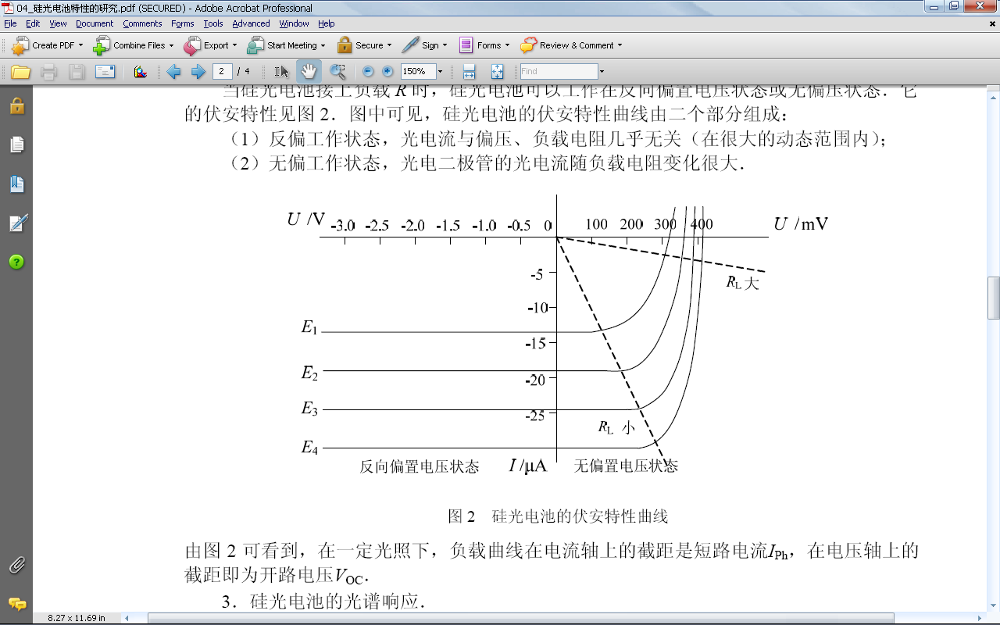 04_硅光电池特性的研究.pdf (SECURED) - Adobe Acrobat Professional
File Edit View Document Comments Forms Tools Advanced Window Help
Create PDF Combine Files Export Start Meeting Secure Sign Forms Review & Comment
2 / 4 150% Find
当硅光电池接上负载 R 时，硅光电池可以工作在反向偏置电压状态或无偏压状态．它
的伏安特性见图 2．图中可见，硅光电池的伏安特性曲线由二个部分组成：
（1）反偏工作状态，光电流与偏压、负载电阻几乎无关（在很大的动态范围内）；
（2）无偏工作状态，光电二极管的光电流随负载电阻变化很大．
U /V -3.0 -2.5 -2.0 -1.5 -1.0 -0.5 0 100 200 300 400 U /mV
-5
RL 大
-10
E1
-15
E2
-20
E3
-25
RL 小
E4
反向偏置电压状态 I /μA 无偏置电压状态
图 2 硅光电池的伏安特性曲线
由图 2 可看到，在一定光照下，负载曲线在电流轴上的截距是短路电流IPh，在电压轴上的
截距即为开路电压VOC．
3．硅光电池的光谱响应．
8.27 x 11.69 in